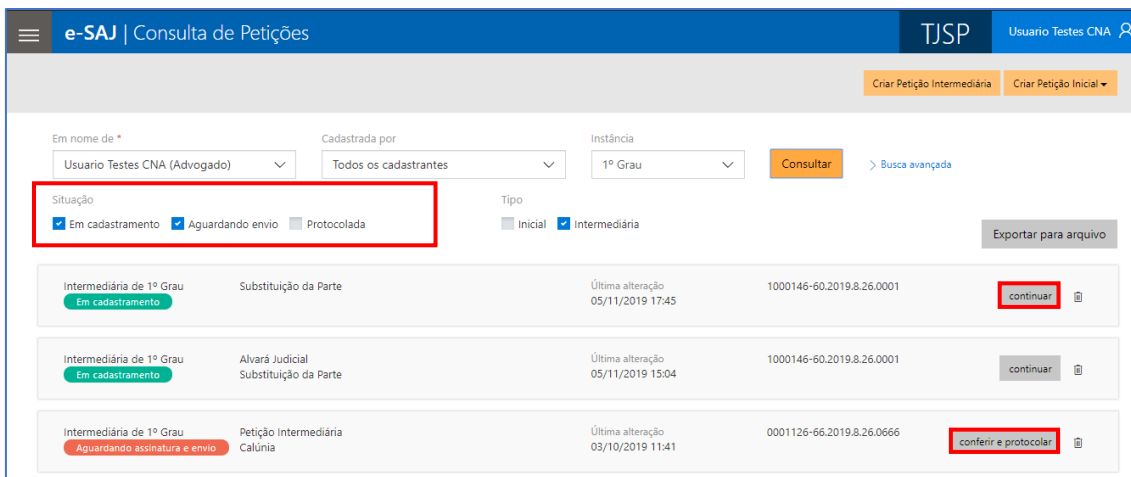 e-SAJ | Consulta de Petições
TJSP
Usuario Testes CNA
Criar Petição Intermediária
Criar Petição Inicial
Em nome de *
Cadastrada por
Instância
Usuario Testes CNA (Advogado)
Todos os cadastrantes
1º Grau
Consultar
> Busca avançada
Situação
Tipo
Em cadastramento
Aguardando envio
Protocolada
Inicial
Intermediária
Exportar para arquivo
Intermediária de 1º Grau
Em cadastramento
Substituição da Parte
Última alteração
05/11/2019 17:45
1000146-60.2019.8.26.0001
continuar
Intermediária de 1º Grau
Em cadastramento
Alvará Judicial
Substituição da Parte
Última alteração
05/11/2019 15:04
1000146-60.2019.8.26.0001
continuar
Intermediária de 1º Grau
Aguardando assinatura e envio
Petição Intermediária
Calúnia
Última alteração
03/10/2019 11:41
0001126-66.2019.8.26.0666
conferir e protocolar